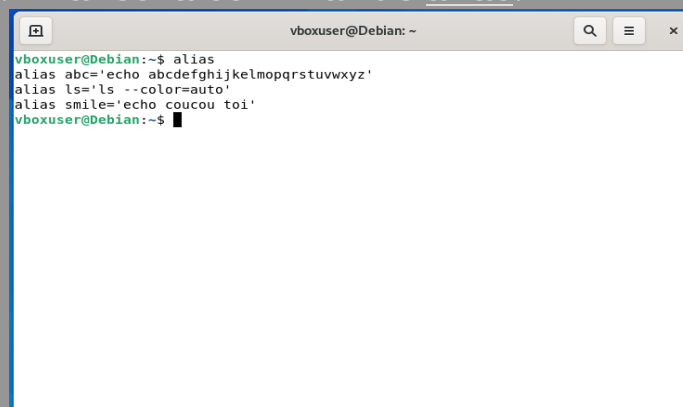 vboxuser@Debian: ~
vboxuser@Debian:~$ alias
alias abc='echo abcdefghijkelmopqrstuvwxyz'
alias ls='ls --color=auto'
alias smile='echo coucou toi'
vboxuser@Debian:~$